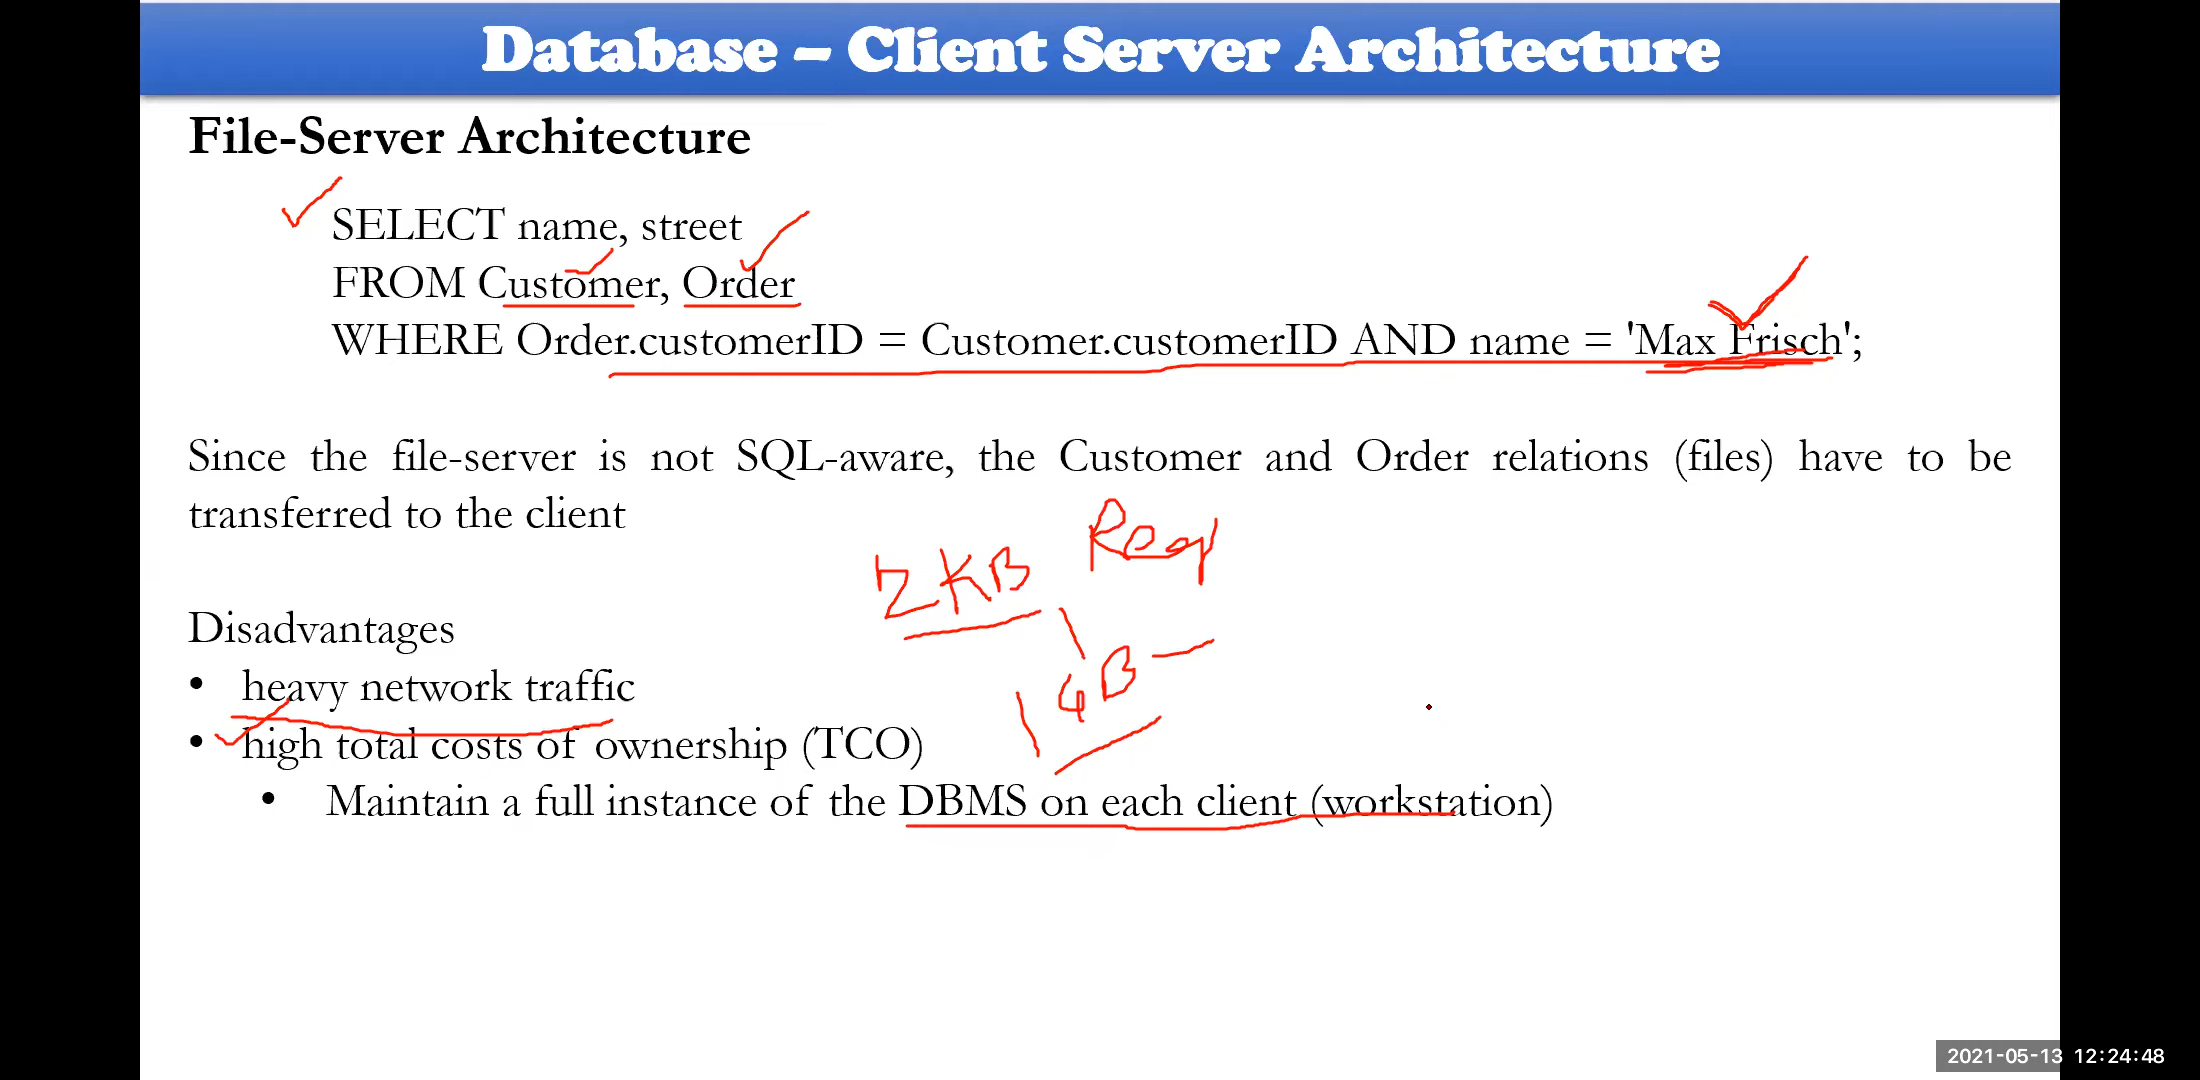 Database – Client Server Architecture
File-Server Architecture
SELECT name, street
FROM Customer, Order
WHERE Order.customerID = Customer.customerID AND name = 'Max Frisch';
Since the file-server is not SQL-aware, the Customer and Order relations (files) have to be
transferred to the client
2KB Req
1GB
Disadvantages
• heavy network traffic
• high total costs of ownership (TCO)
• Maintain a full instance of the DBMS on each client (workstation)
2021-05-13 12:24:48